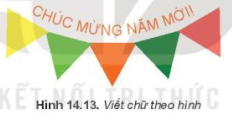 CHÚC MỪNG NĂM MỚI!
KẾT NỐI TRI THỨC
Hình 14.13. Viết chữ theo hình